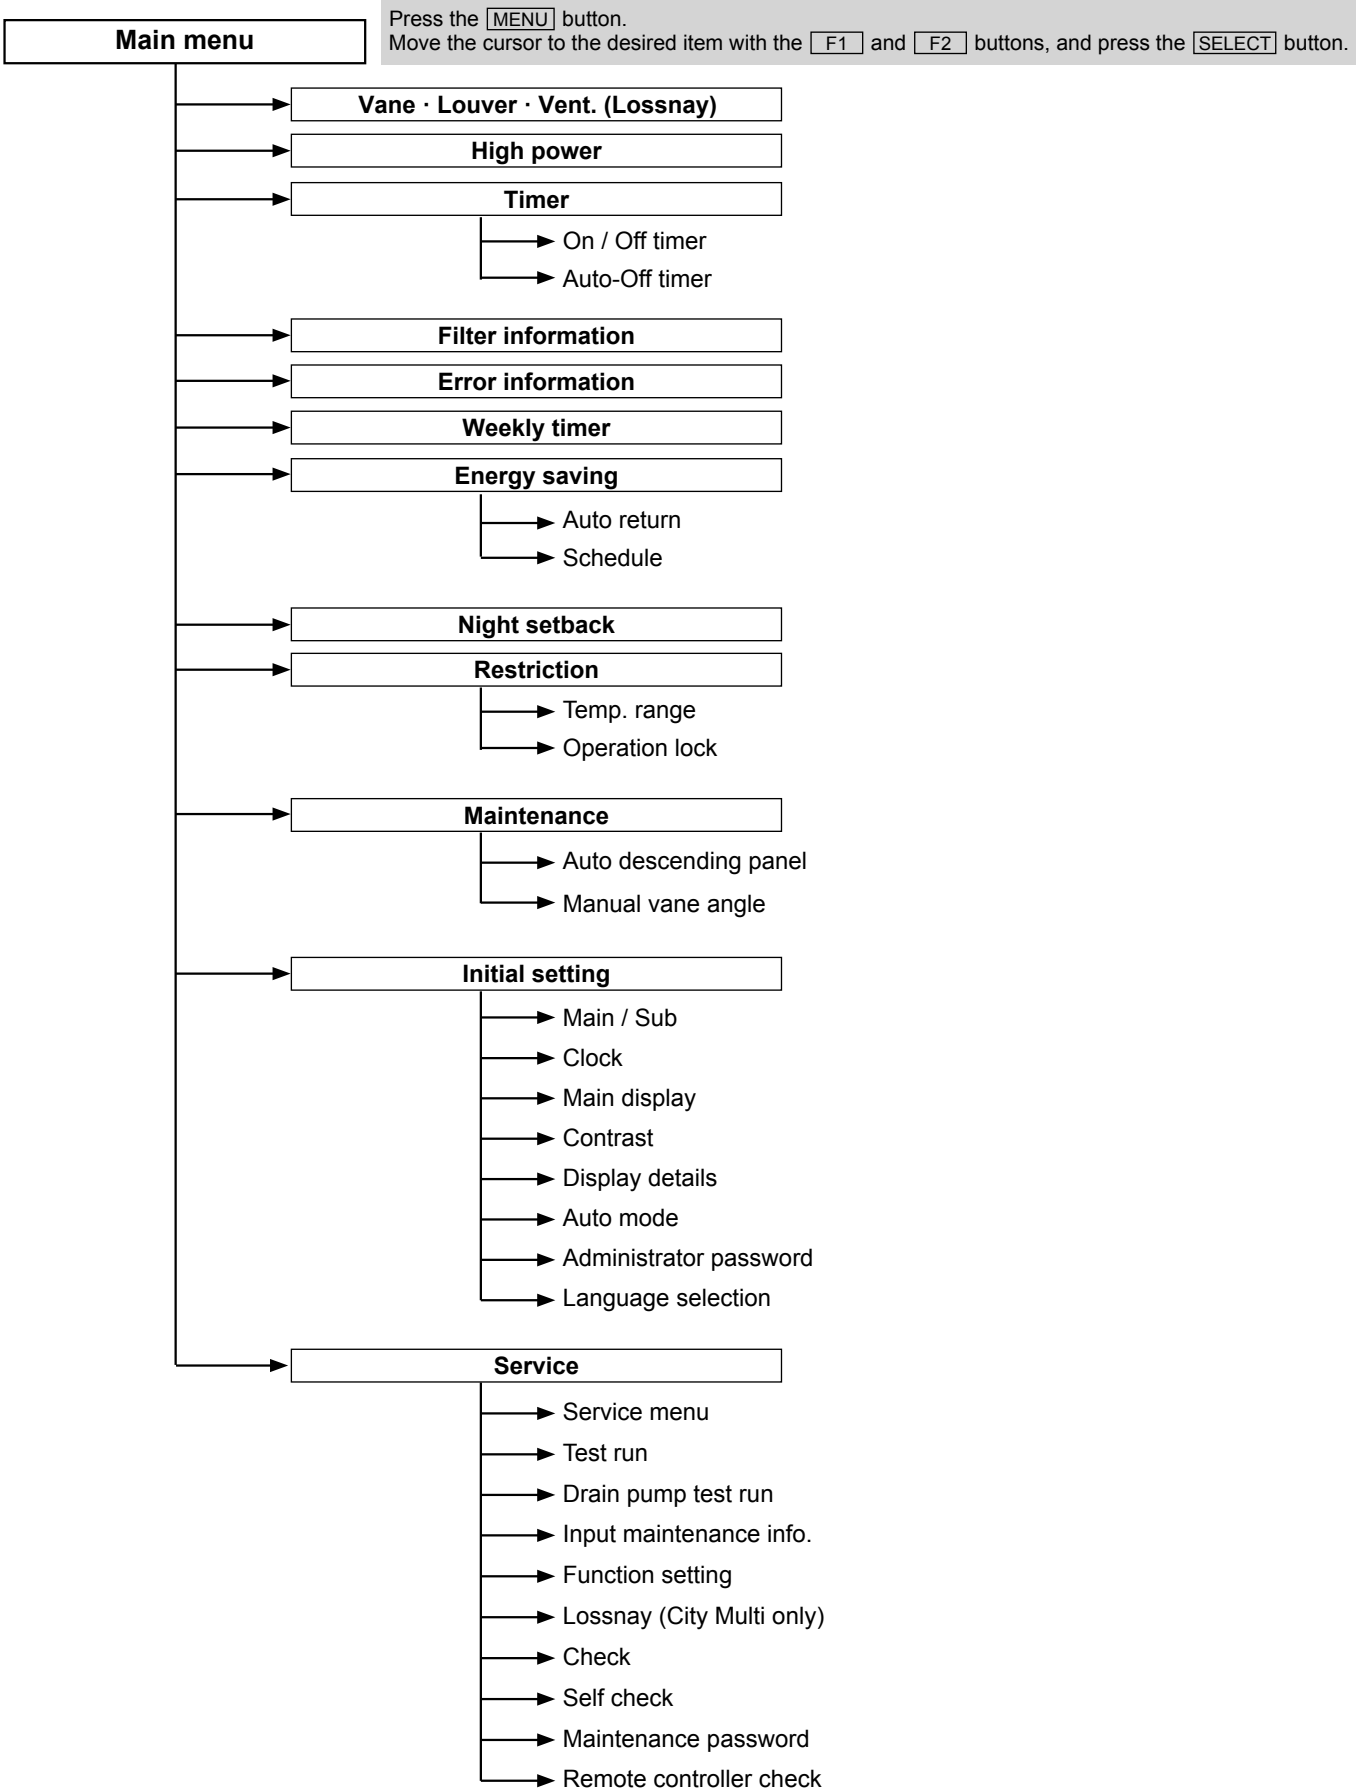 Main menu
Press the MENU button.
Move the cursor to the desired item with the F1 and F2 buttons, and press the SELECT button.
Vane · Louver · Vent. (Lossnay)
High power
Timer
On / Off timer
Auto-Off timer
Filter information
Error information
Weekly timer
Energy saving
Auto return
Schedule
Night setback
Restriction
Temp. range
Operation lock
Maintenance
Auto descending panel
Manual vane angle
Initial setting
Main / Sub
Clock
Main display
Contrast
Display details
Auto mode
Administrator password
Language selection
Service
Service menu
Test run
Drain pump test run
Input maintenance info.
Function setting
Lossnay (City Multi only)
Check
Self check
Maintenance password
Remote controller check